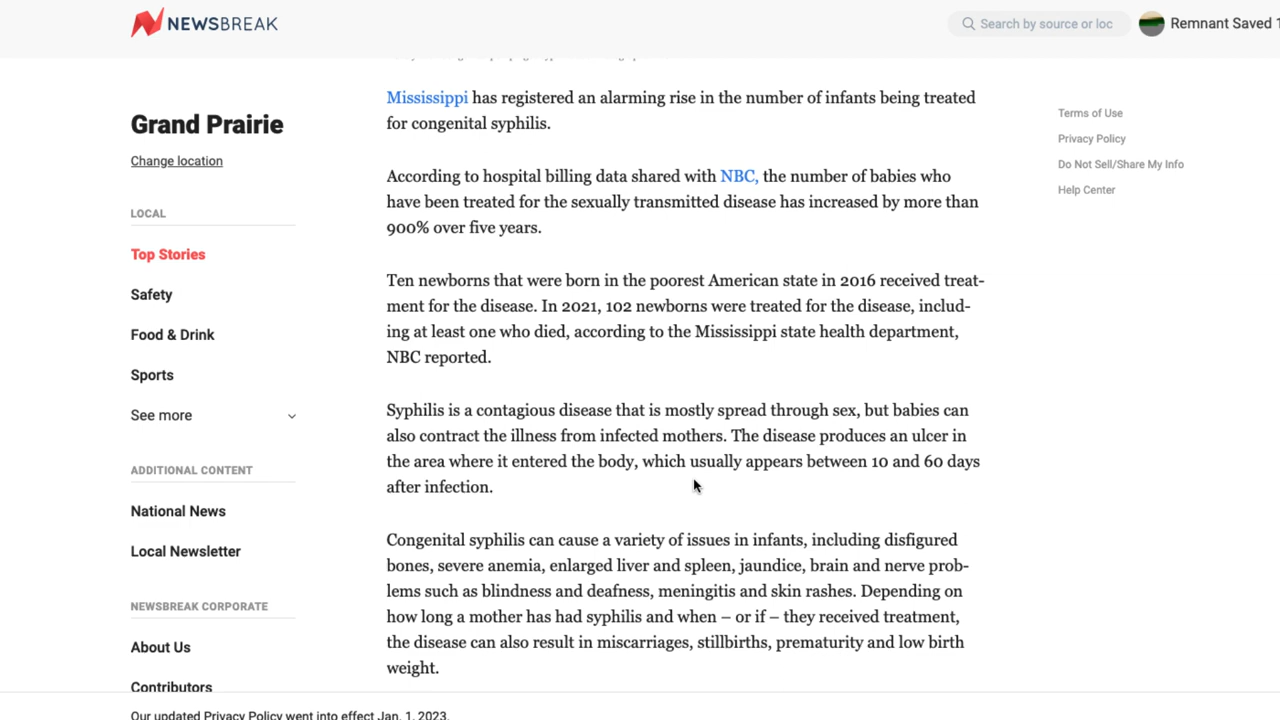 NEWSBREAK
Search by source or loc
Remnant Saved 1
Grand Prairie
Change location
LOCAL
Top Stories
Safety
Food & Drink
Sports
See more
ADDITIONAL CONTENT
National News
Local Newsletter
NEWSBREAK CORPORATE
About Us
Contributors
Mississippi has registered an alarming rise in the number of infants being treated
for congenital syphilis.
According to hospital billing data shared with NBC, the number of babies who
have been treated for the sexually transmitted disease has increased by more than
900% over five years.
Ten newborns that were born in the poorest American state in 2016 received treat-
ment for the disease. In 2021, 102 newborns were treated for the disease, includ-
ing at least one who died, according to the Mississippi state health department,
NBC reported.
Syphilis is a contagious disease that is mostly spread through sex, but babies can
also contract the illness from infected mothers. The disease produces an ulcer in
the area where it entered the body, which usually appears between 10 and 60 days
after infection.
Congenital syphilis can cause a variety of issues in infants, including disfigured
bones, severe anemia, enlarged liver and spleen, jaundice, brain and nerve prob-
lems such as blindness and deafness, meningitis and skin rashes. Depending on
how long a mother has had syphilis and when – or if – they received treatment,
the disease can also result in miscarriages, stillbirths, prematurity and low birth
weight.
Terms of Use
Privacy Policy
Do Not Sell/Share My Info
Help Center
Our updated Privacy Policy went into effect Jan. 1, 2023.